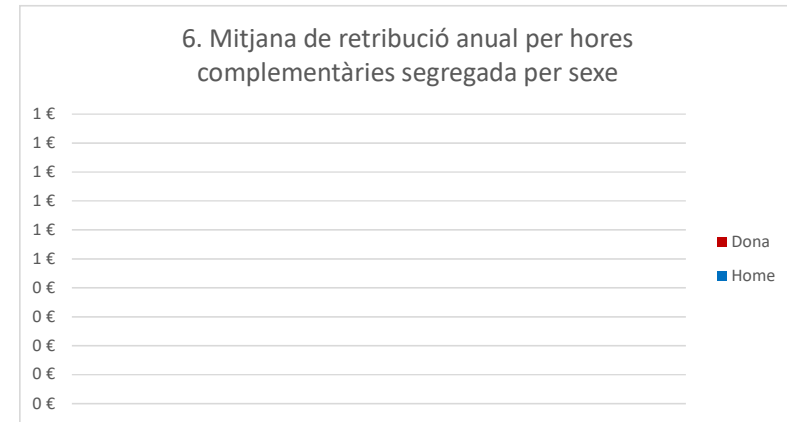 6. Mitjana de retribució anual per hores
complementàries segregada per sexe
1 €
1 €
1 €
1 €
1 €
1 €
0 €
0 €
0 €
0 €
0 €
Dona
Home